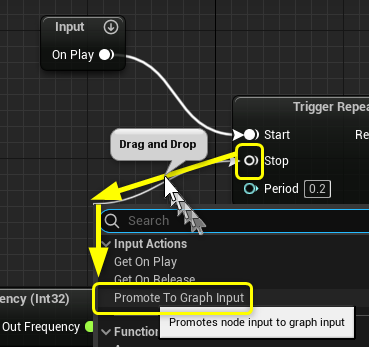 Input
On Play
Trigger Repea
Drag and Drop
Start
Re
Stop
Period 0.2
Search
Input Actions
Get On Play
Get On Release
Promote To Graph Input
ency (Int32)
Promotes node input to graph input
Out Frequency
Function